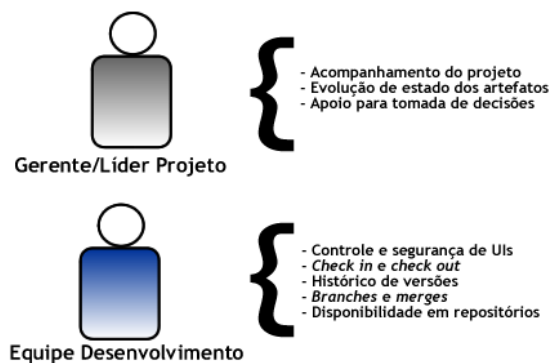 - Acompanhamento do projeto
- Evolução de estado dos artefatos
- Apoio para tomada de decisões
Gerente/Líder Projeto
- Controle e segurança de UIs
- Check in e check out
- Histórico de versões
- Branches e merges
- Disponibilidade em repositórios
Equipe Desenvolvimento